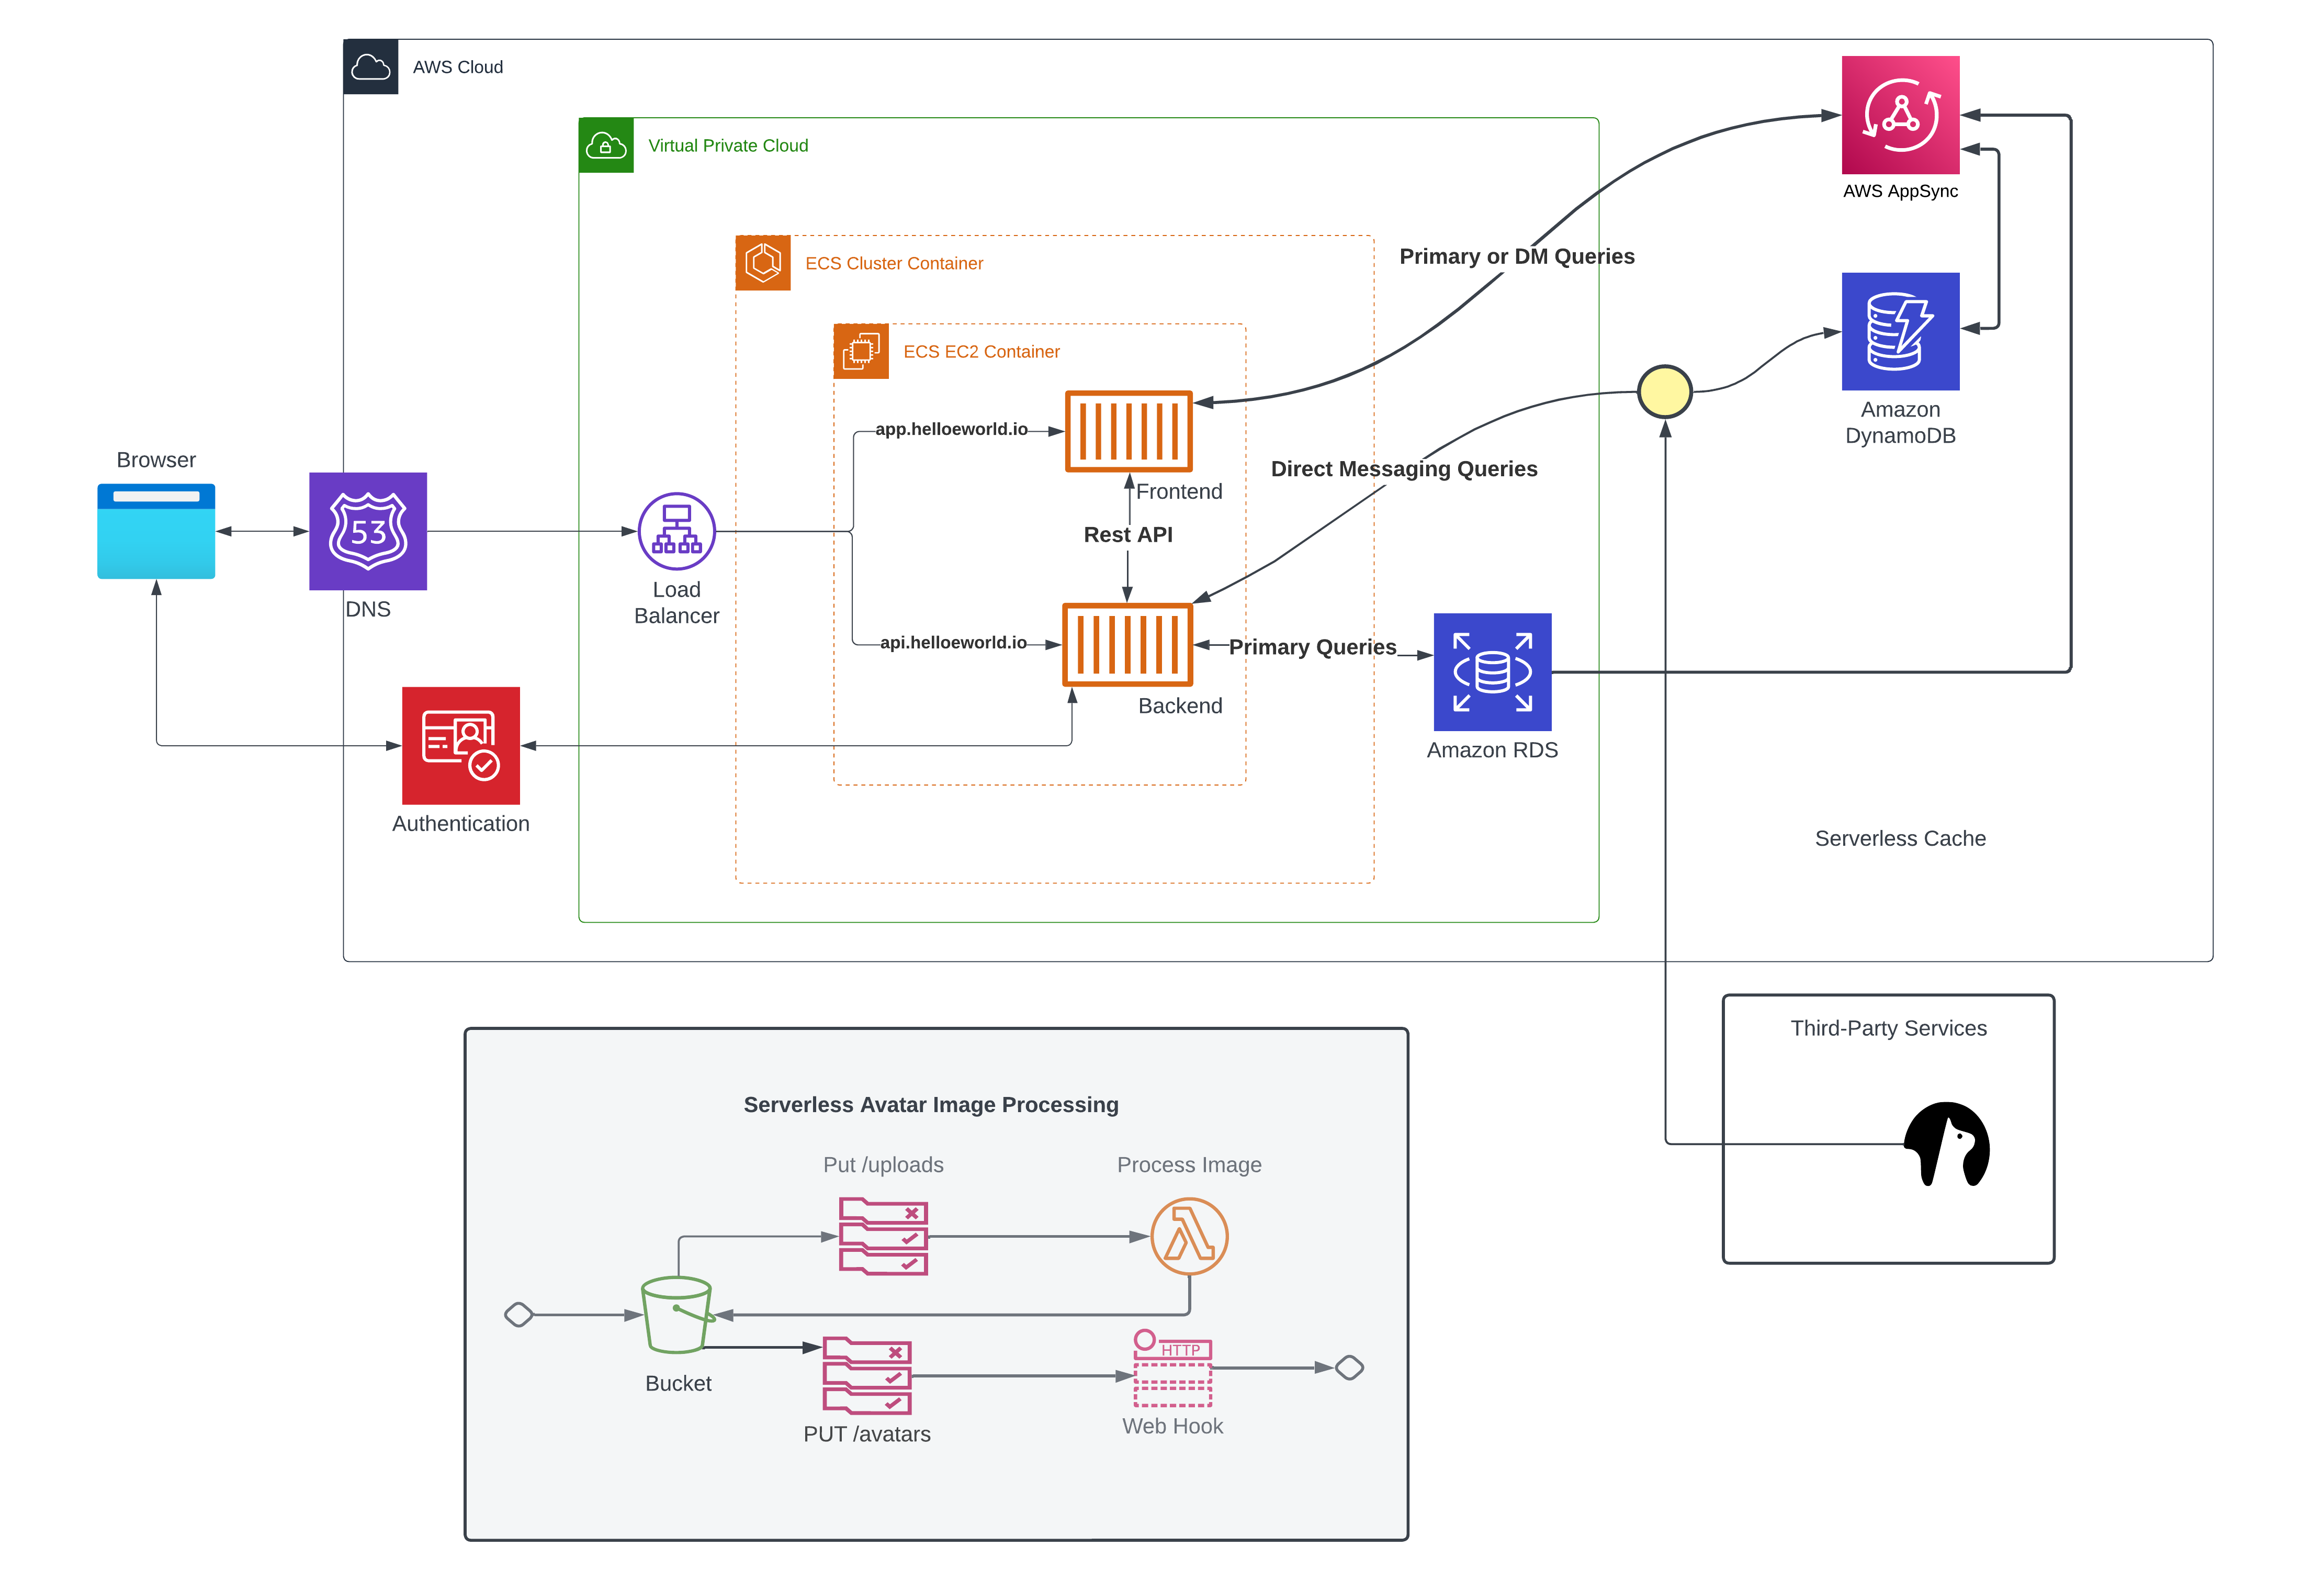 AWS Cloud
Virtual Private Cloud
AWS AppSync
ECS Cluster Container
Primary or DM Queries
ECS EC2 Container
Amazon
DynamoDB
app.helloeworld.io
Browser
Direct Messaging Queries
Frontend
53
Rest API
Load
Balancer
DNS
api.helloeworld.io
Primary Queries
Backend
Amazon RDS
Authentication
Serverless Cache
Third-Party Services
Serverless Avatar Image Processing
Put /uploads
Process Image
HTTP
Bucket
Web Hook
PUT /avatars